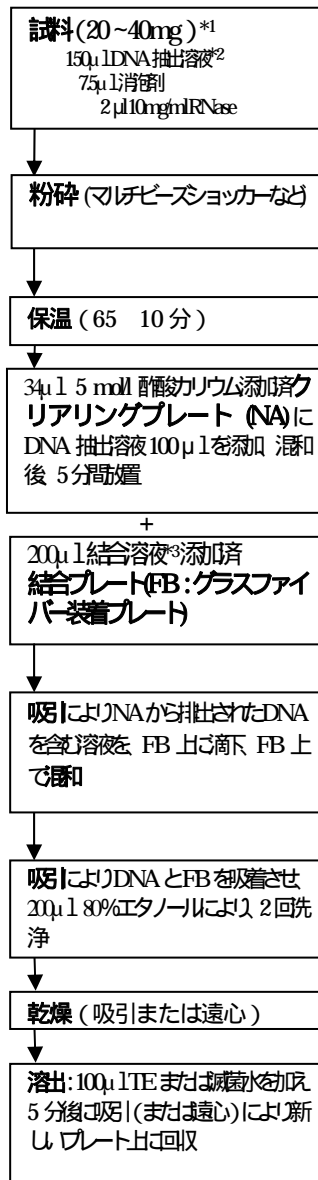 試料(20~40mg)*1
150μl DNA抽出溶液*2
7.5μl 消泡剤
2μl 10mg/ml RNase
粉砕(マルチビーズショッカーなど)
保温(65 10分)
34μl 5mol/l 酢酸カリウム添加済ク
リアリングプレート (NA)に
DNA抽出溶液100μlを添加 混和
後、5分間放置
+
200μl結合溶液*3添加済
結合プレート(FB:グラスファイ
バー装着プレート)
吸引によりNAから排出されたDNA
を含む溶液を、FB上に滴下、FB上
で混和
吸引によりDNAとFBを吸着させ、
200μl 80%エタノールにより、2回洗
浄
乾燥(吸引または遠心)
溶出:100μl TEまたは滅菌水を加え
5分後に吸引(または遠心)により新
しいプレート上に回収